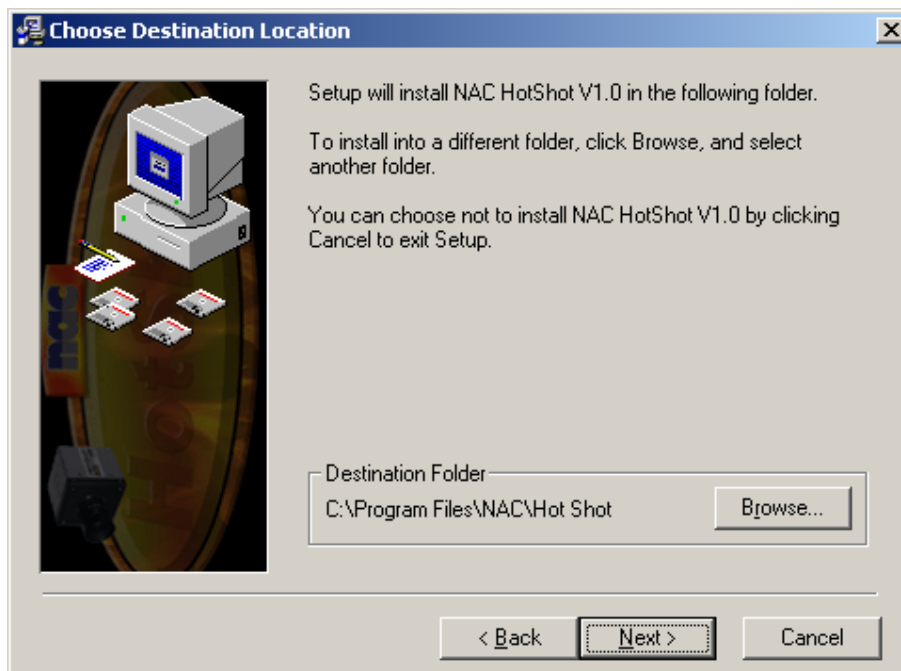 Choose Destination Location
Setup will install NAC HotShot V1.0 in the following folder.
To install into a different folder, click Browse, and select
another folder.
You can choose not to install NAC HotShot V1.0 by clicking
Cancel to exit Setup.
nac
HotS
Destination Folder
C:\Program Files\NAC\Hot Shot
Browse...
< Back
Next >
Cancel